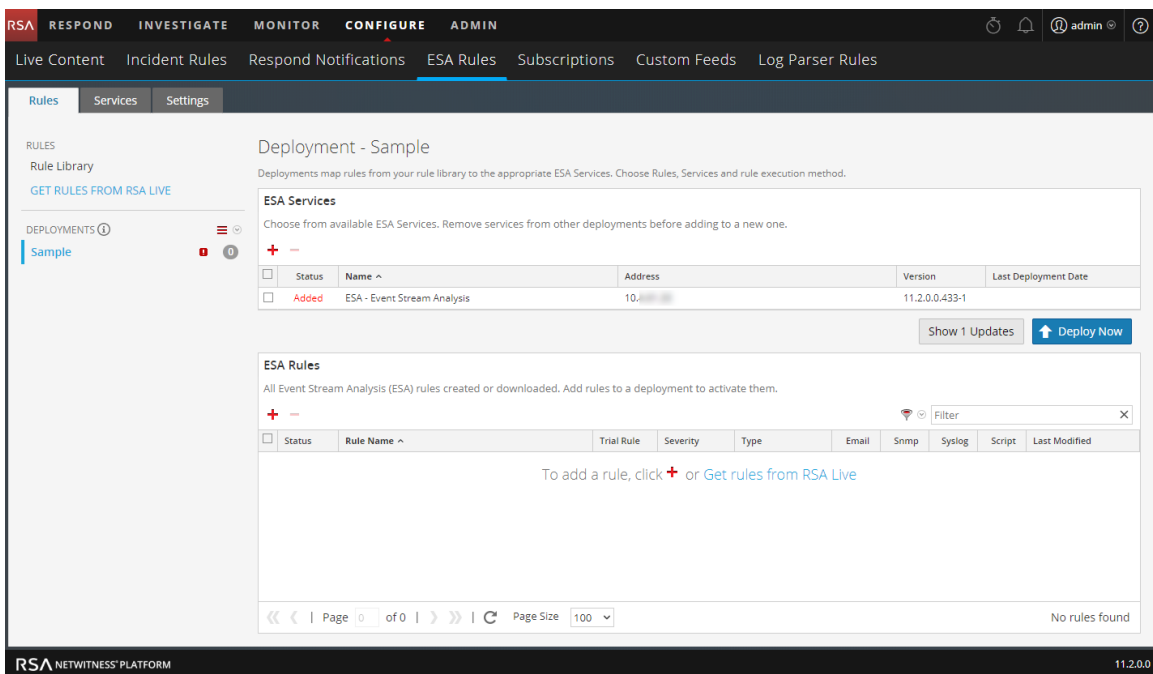 RSA RESPOND INVESTIGATE MONITOR CONFIGURE ADMIN admin
Live Content Incident Rules Respond Notifications ESA Rules Subscriptions Custom Feeds Log Parser Rules
Rules Services Settings
RULES
Rule Library
GET RULES FROM RSA LIVE
DEPLOYMENTS
Sample 0
Deployment - Sample
Deployments map rules from your rule library to the appropriate ESA Services. Choose Rules, Services and rule execution method.
ESA Services
Choose from available ESA Services. Remove services from other deployments before adding to a new one.
Status Name Address Version Last Deployment Date
Added ESA - Event Stream Analysis 10. 11.2.0.0.433-1
Show 1 Updates Deploy Now
ESA Rules
All Event Stream Analysis (ESA) rules created or downloaded. Add rules to a deployment to activate them.
Filter
Status Rule Name Trial Rule Severity Type Email Snmp Syslog Script Last Modified
To add a rule, click + or Get rules from RSA Live
Page 0 of 0 | Page Size 100 No rules found
RSA NETWITNESS® PLATFORM 11.2.0.0